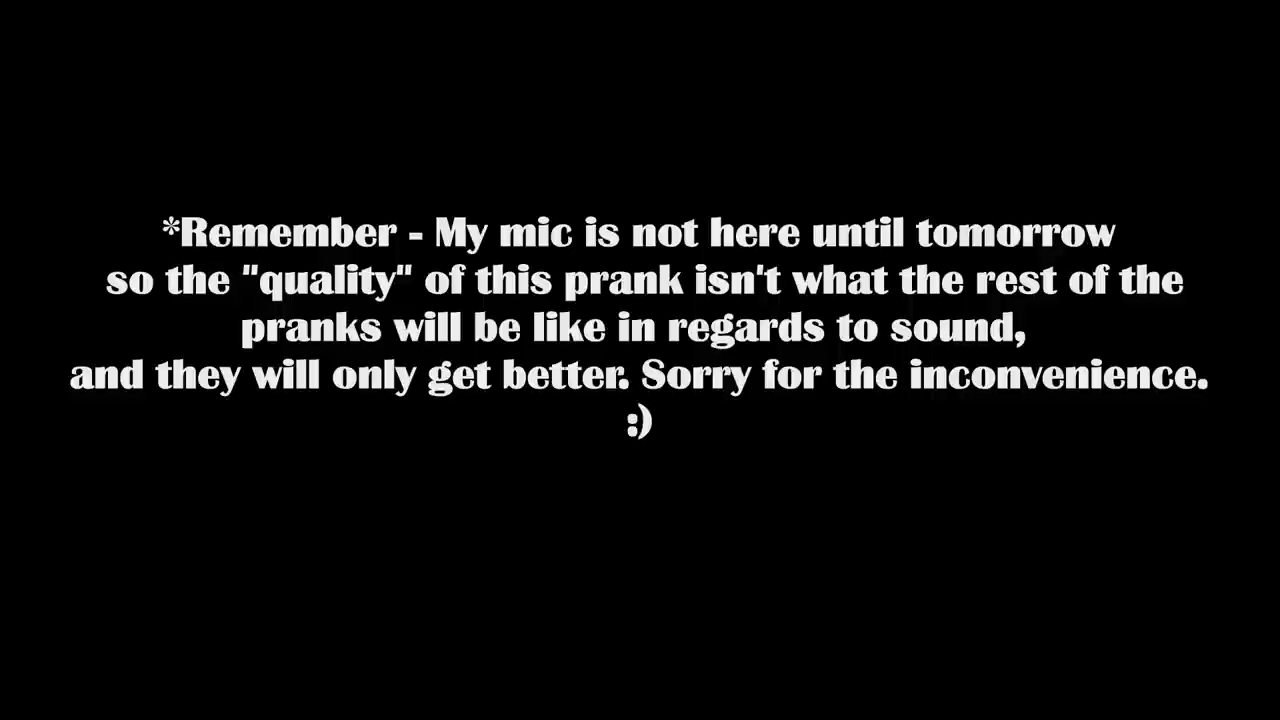 *Remember - My mic is not here until tomorrow
so the "quality" of this prank isn't what the rest of the
pranks will be like in regards to sound,
and they will only get better. Sorry for the inconvenience.
:)